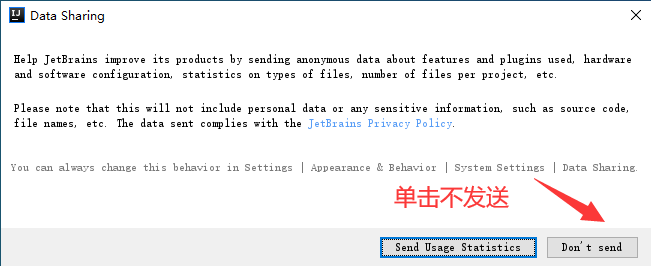 IJ Data Sharing
Help JetBrains improve its products by sending anonymous data about features and plugins used, hardware
and software configuration, statistics on types of files, number of files per project, etc.
Please note that this will not include personal data or any sensitive information, such as source code,
file names, etc. The data sent complies with the JetBrains Privacy Policy.
You can always change this behavior in Settings | Appearance & Behavior | System Settings | Data Sharing.
单击不发送
Send Usage Statistics Don't send